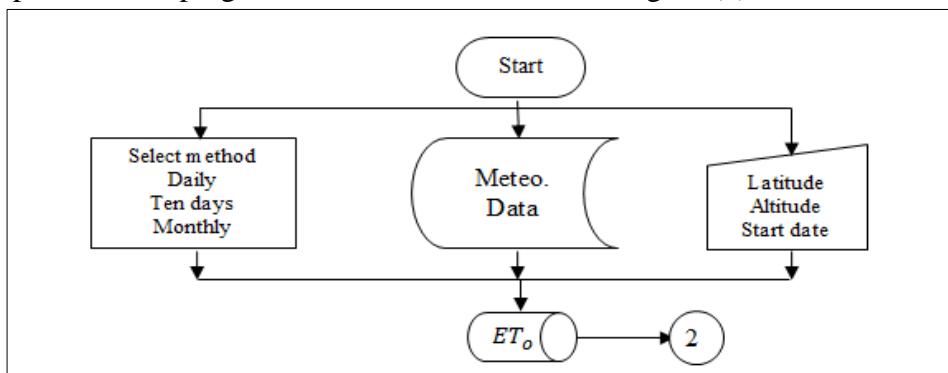 Start
Select method
Daily
Ten days
Monthly
Meteo.
Data
Latitude
Altitude
Start date
ETₒ
2